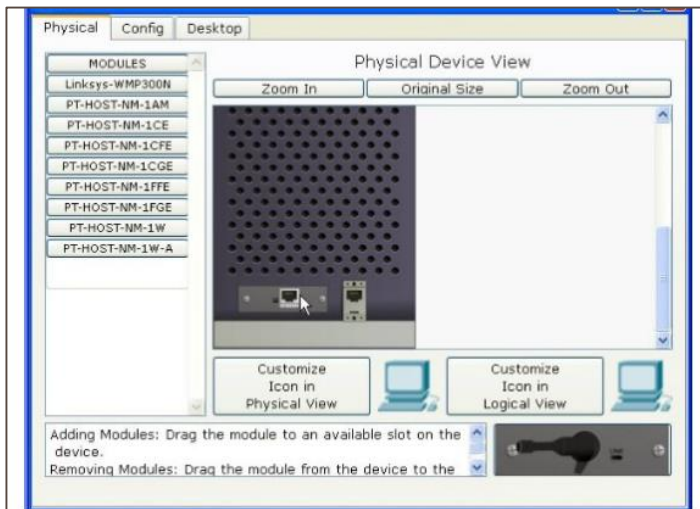 Physical Config Desktop
MODULES
Linksys-WMP300N
PT-HOST-NM-1AM
PT-HOST-NM-1CE
PT-HOST-NM-1CFE
PT-HOST-NM-1CGE
PT-HOST-NM-1FFE
PT-HOST-NM-1FGE
PT-HOST-NM-1W
PT-HOST-NM-1W-A
Physical Device View
Zoom In Original Size Zoom Out
Customize
Icon in
Physical View
Customize
Icon in
Logical View
Adding Modules: Drag the module to an available slot on the
device.
Removing Modules: Drag the module from the device to the